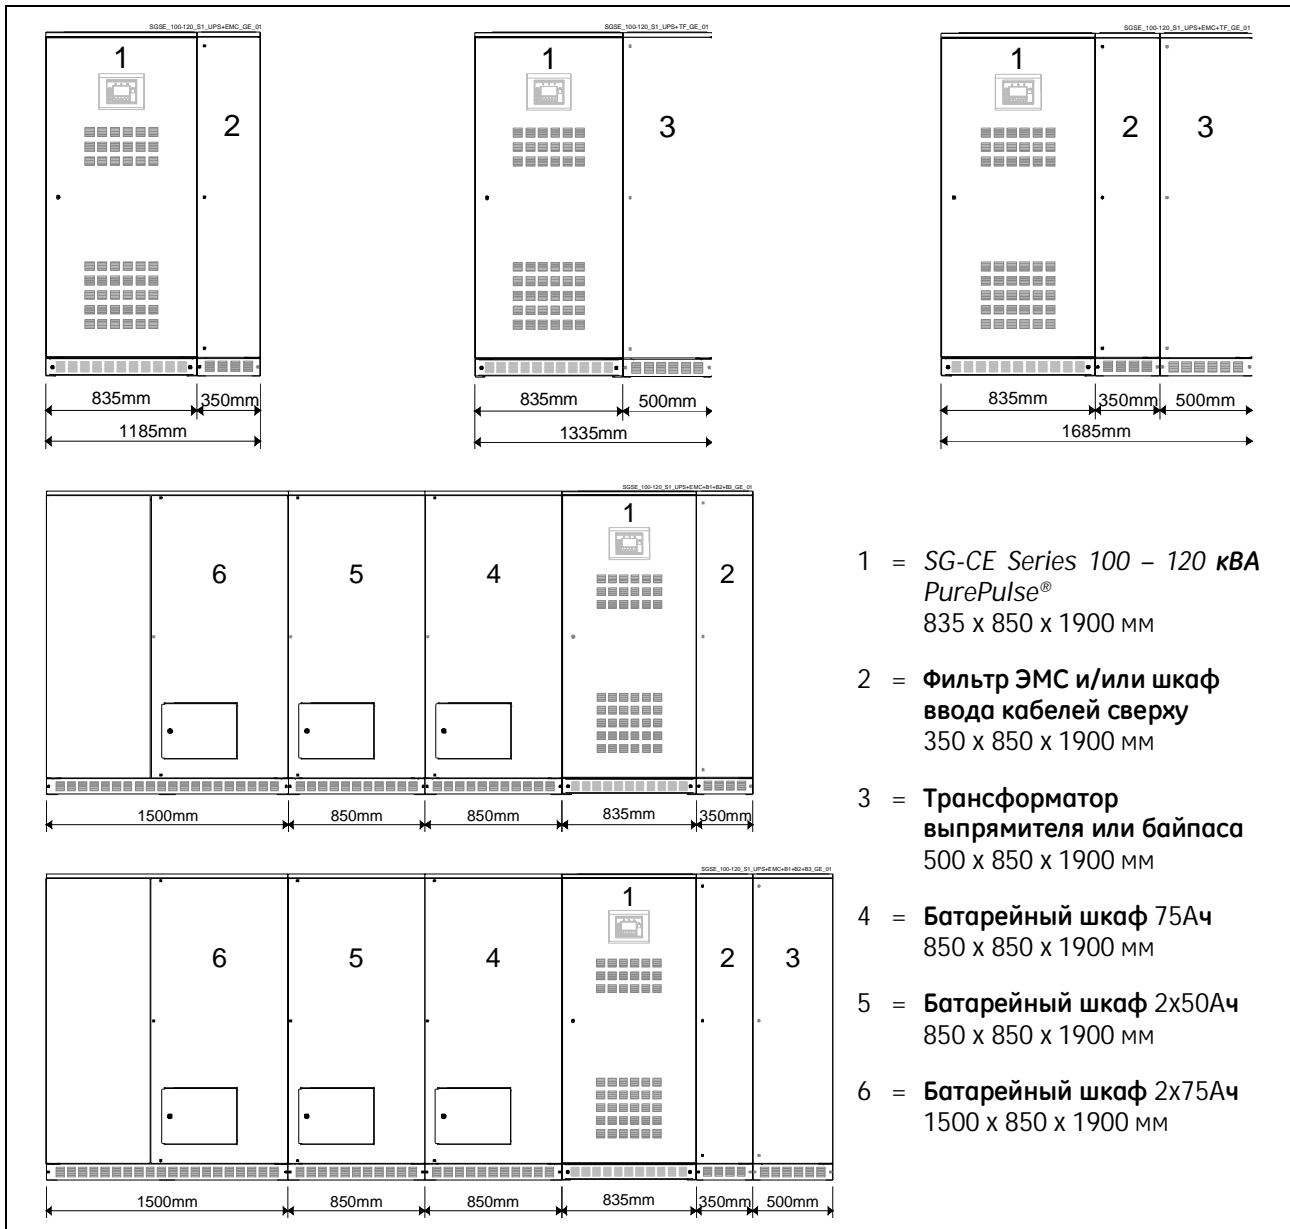 SGSE_100-120_S1_UPS+EMC_GE_01
1
2
835mm
350mm
1185mm
SGSE_100-120_S1_UPS+TF_GE_01
1
3
835mm
500mm
1335mm
SGSE_100-120_S1_UPS+EMC+TF_GE_01
1
2
3
835mm
350mm
500mm
1685mm
SGSE_100-120_S1_UPS+EMC+B1+B2+B3_GE_01
6
5
4
1
2
1500mm
850mm
850mm
835mm
350mm
SGSE_100-120_S1_UPS+EMC+B1+B2+B3_GE_01
6
5
4
1
2
3
1500mm
850mm
850mm
835mm
350mm
500mm
1 = SG-CE Series 100 – 120 кВА
PurePulse®
835 x 850 x 1900 мм
2 = Фильтр ЭМС и/или шкаф
ввода кабелей сверху
350 x 850 x 1900 мм
3 = Трансформатор
выпрямителя или байпаса
500 x 850 x 1900 мм
4 = Батарейный шкаф 75Ач
850 x 850 x 1900 мм
5 = Батарейный шкаф 2x50Ач
850 x 850 x 1900 мм
6 = Батарейный шкаф 2x75Ач
1500 x 850 x 1900 мм